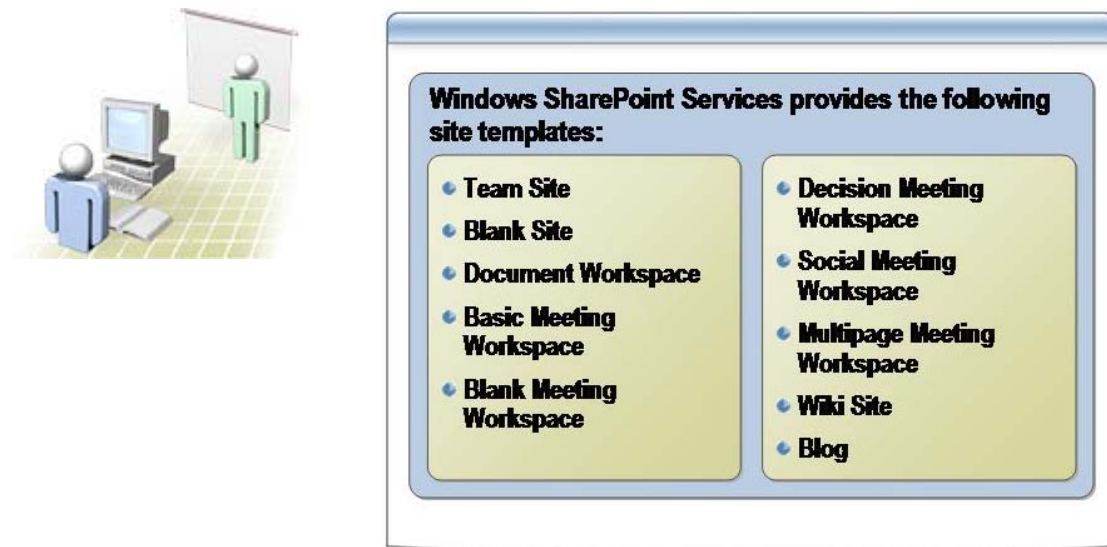 Windows SharePoint Services provides the following
site templates:
Team Site
Blank Site
Document Workspace
Basic Meeting
Workspace
Blank Meeting
Workspace
Decision Meeting
Workspace
Social Meeting
Workspace
Multipage Meeting
Workspace
Wiki Site
Blog